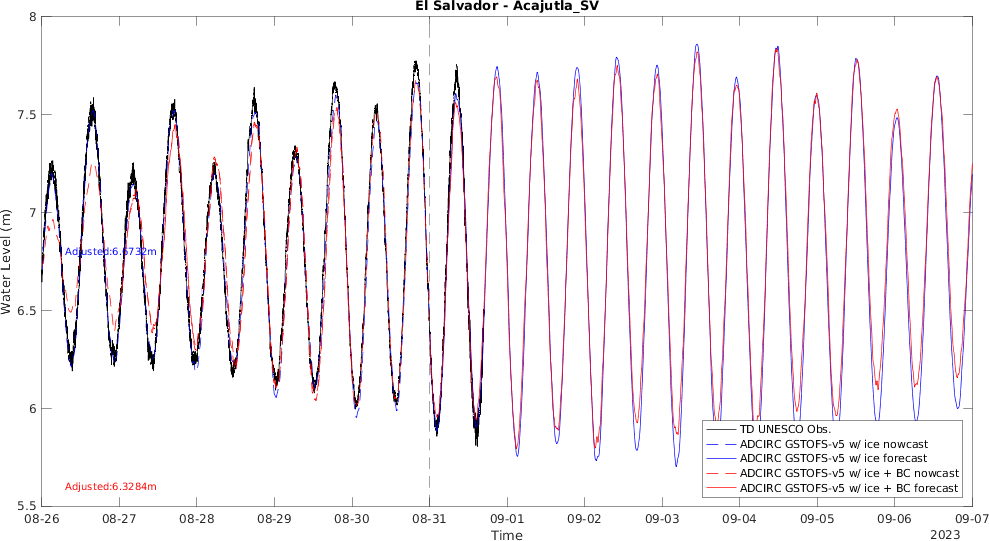 El Salvador - Acajutla_SV
8
7.5
7
6.5
6
5.5
Water Level (m)
Adjusted:6.6732m
Adjusted:6.3284m
TD UNESCO Obs.
ADCIRC GSTOFS-v5 w/ ice nowcast
ADCIRC GSTOFS-v5 w/ ice forecast
ADCIRC GSTOFS-v5 w/ ice + BC nowcast
ADCIRC GSTOFS-v5 w/ ice + BC forecast
08-26 08-27 08-28 08-29 08-30 08-31 09-01 09-02 09-03 09-04 09-05 09-06 09-07
Time
2023